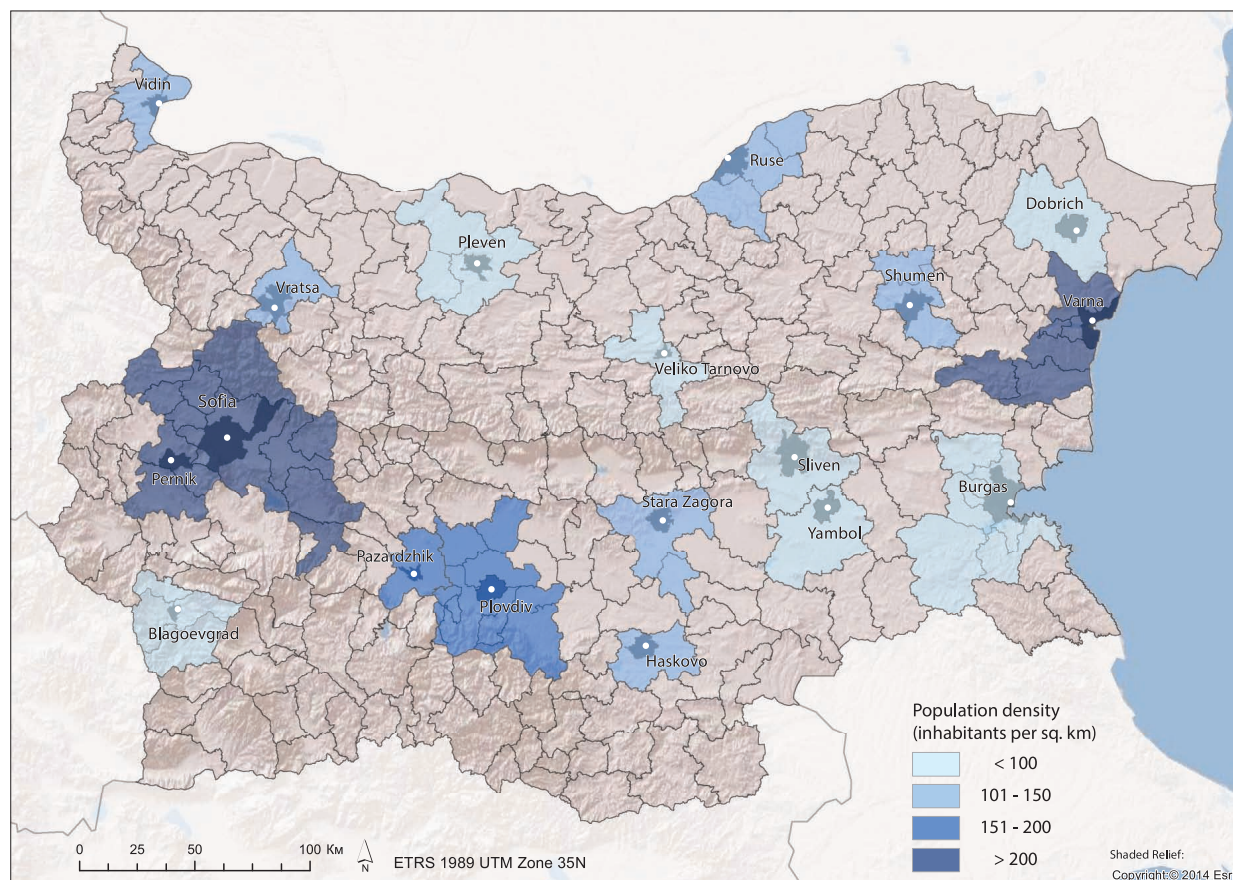 Vidin
Ruse
Dobrich
Pleven
Shumen
Vratsa
Varna
Veliko Tarnovo
Sofia
Sliven
Pernik
Burgas
Stara Zagora
Yambol
Pazardzhik
Plovdiv
Blagoevgrad
Haskovo
Population density
(inhabitants per sq. km)
< 100
101 - 150
151 - 200
> 200
0 25 50 100 Км
N
ETRS 1989 UTM Zone 35N
Shaded Relief:
Copyright:© 2014 Esr